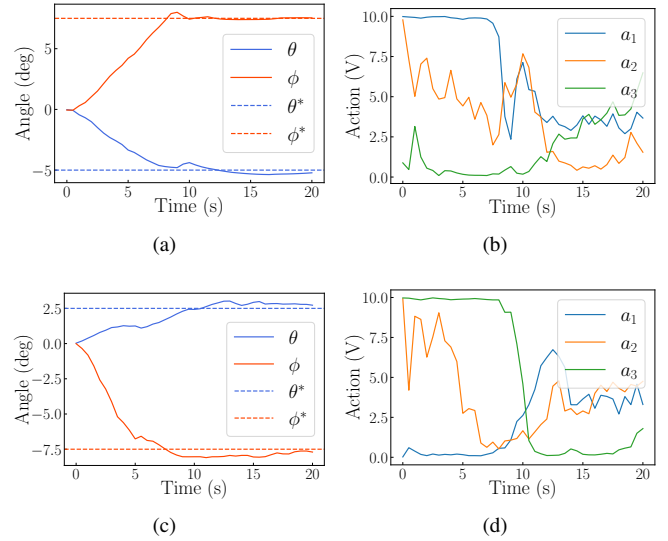 Angle (deg)
5
0
−5
0
5
10
15
20
Time (s)
θ
ϕ
θ*
ϕ*
(a)
Action (V)
10.0
7.5
5.0
2.5
0.0
0
5
10
15
20
Time (s)
a1
a2
a3
(b)
Angle (deg)
2.5
0.0
−2.5
−5.0
−7.5
0
5
10
15
20
Time (s)
θ
ϕ
θ*
ϕ*
(c)
Action (V)
10.0
7.5
5.0
2.5
0.0
0
5
10
15
20
Time (s)
a1
a2
a3
(d)